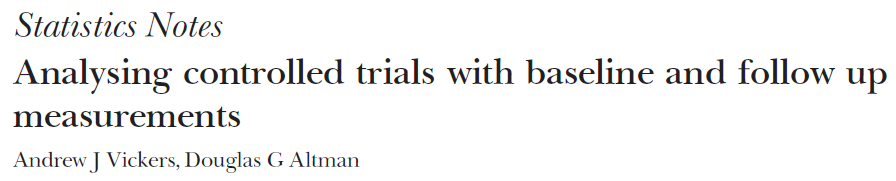 Statistics Notes
Analysing controlled trials with baseline and follow up
measurements
Andrew J Vickers, Douglas G Altman